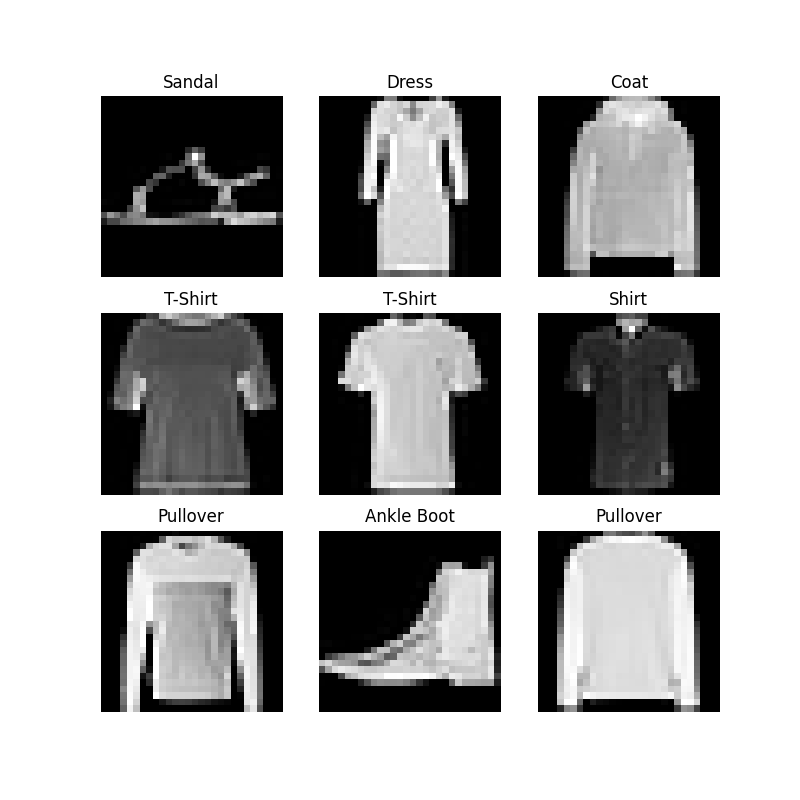 Sandal
Dress
Coat
T-Shirt
T-Shirt
Shirt
Pullover
Ankle Boot
Pullover